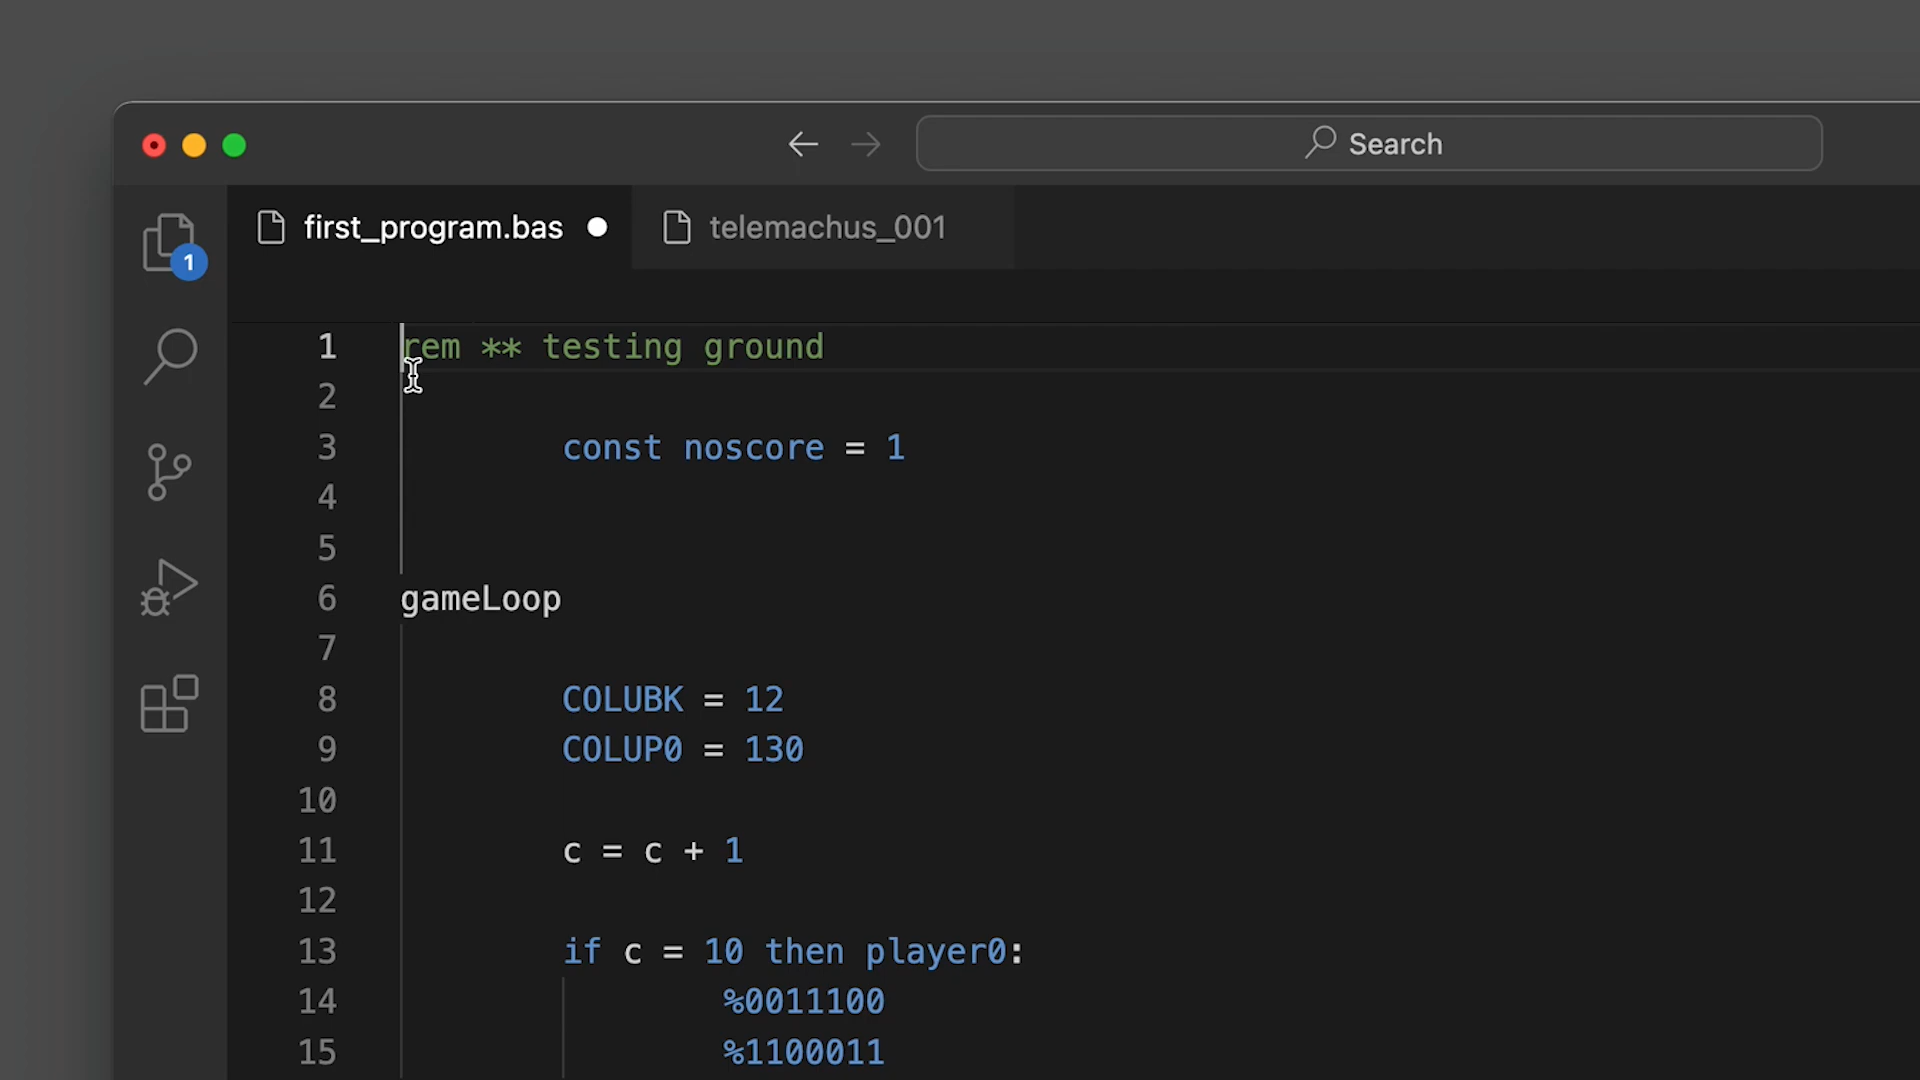 Search
first_program.bas
telemachus_001
1
1 rem ** testing ground
2
3 const noscore = 1
4
5
6 gameLoop
7
8 COLUBK = 12
9 COLUP0 = 130
10
11 c = c + 1
12
13 if c = 10 then player0:
14 %0011100
15 %1100011